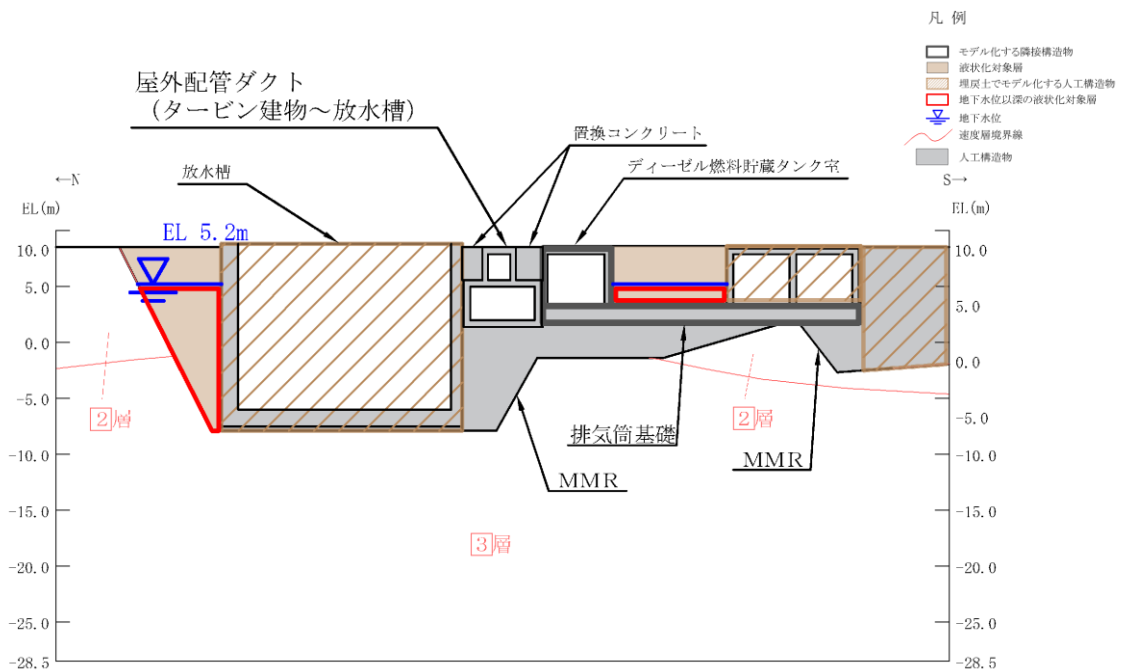 凡 例
モデル化する隣接構造物
液状化対象層
埋戻土でモデル化する人工構造物
地下水位以深の液状化対象層
地下水位
速度層境界線
人工構造物
屋外配管ダクト
（タービン建物～放水槽）
置換コンクリート
放水槽
ディーゼル燃料貯蔵タンク室
←N
S→
EL(m)
EL(m)
EL 5.2m
10.0
10.0
5.0
5.0
0.0
0.0
-5.0
-5.0
②層
②層
排気筒基礎
MMR
MMR
-10.0
-10.0
-15.0
-15.0
③層
-20.0
-20.0
-25.0
-25.0
-28.5
-28.5